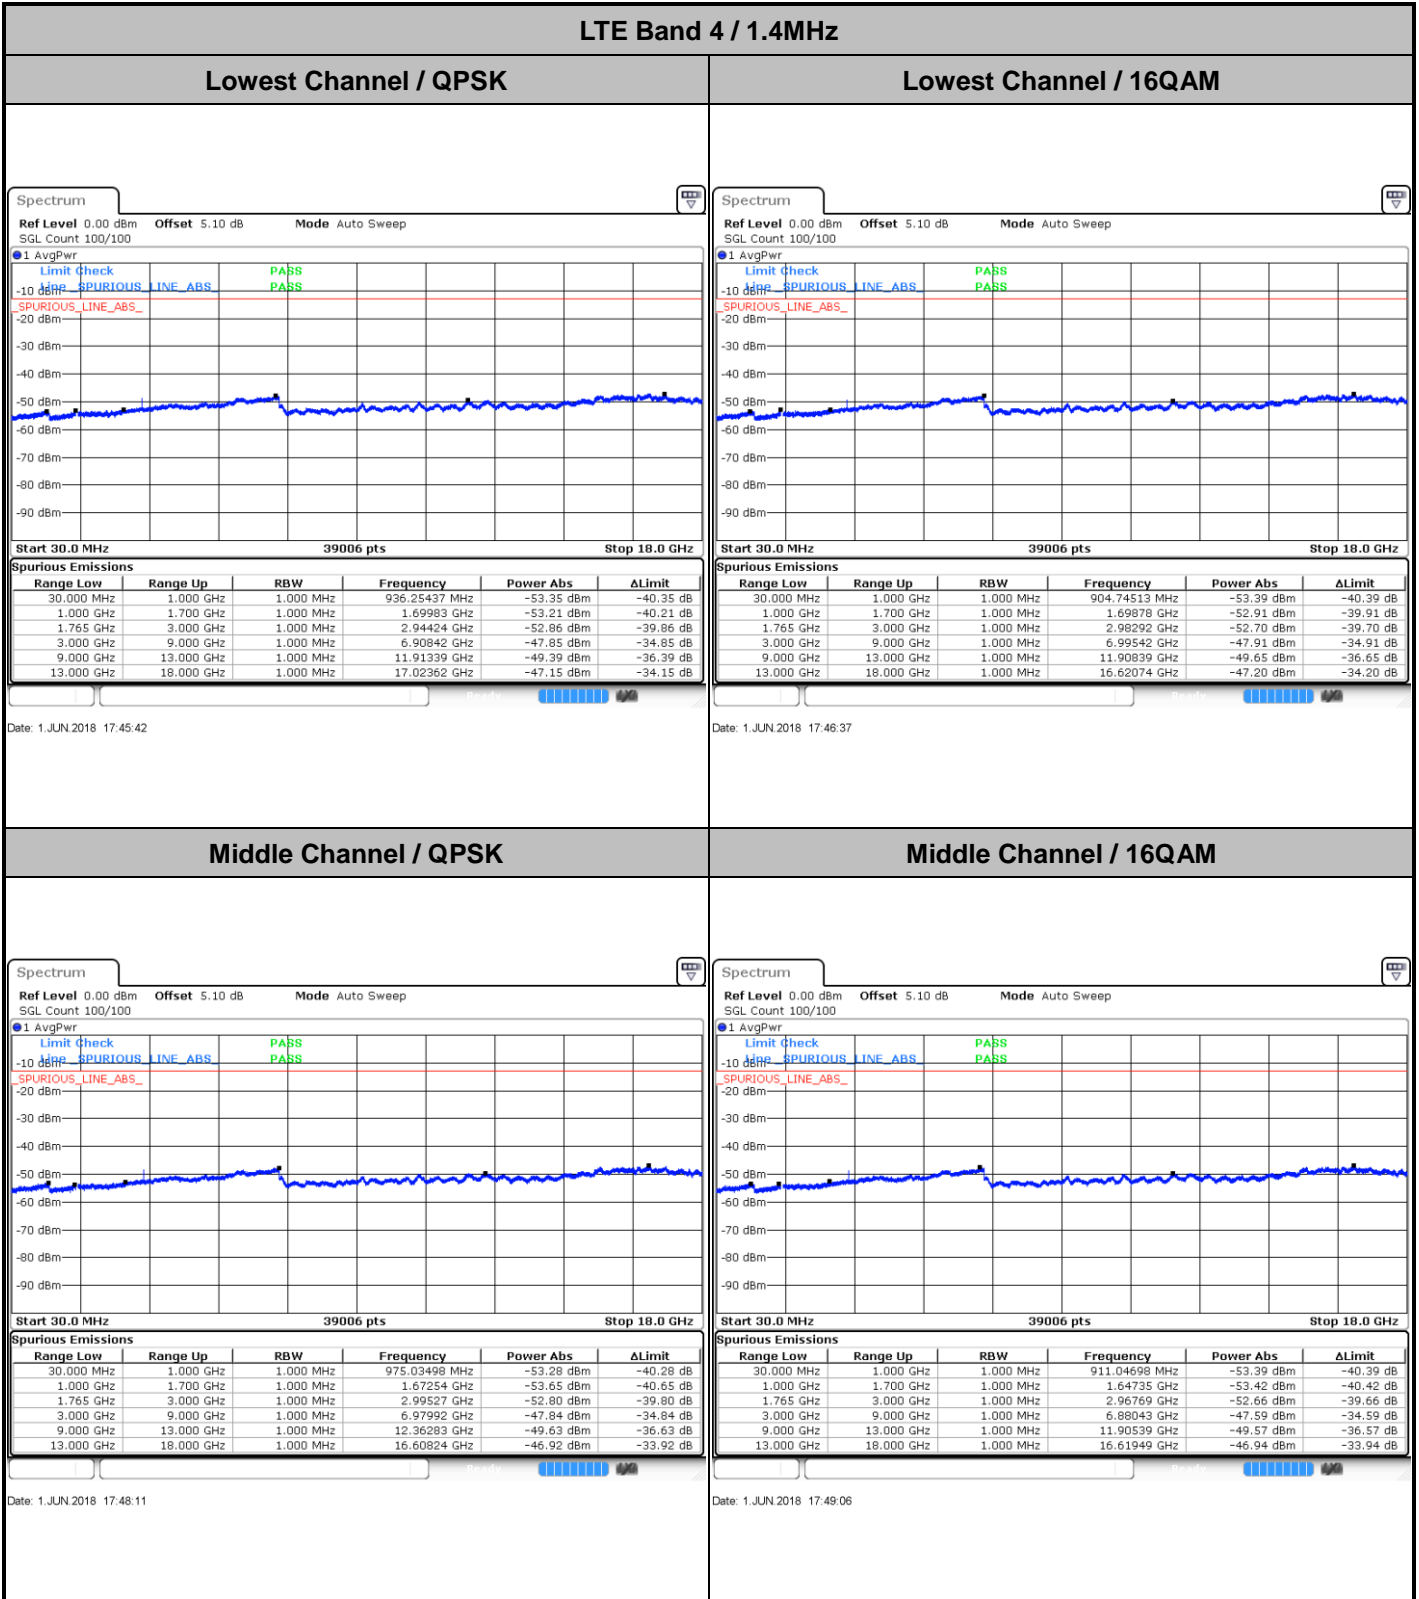 LTE Band 4 / 1.4MHz
Lowest Channel / QPSK
Lowest Channel / 16QAM
Spectrum
Ref Level 0.00 dBm Offset 5.10 dB Mode Auto Sweep
SGL Count 100/100
1 AvgPwr
Limit Check PASS
Line _SPURIOUS_LINE_ABS_ PASS
_SPURIOUS_LINE_ABS_
-10 dBm
-20 dBm
-30 dBm
-40 dBm
-50 dBm
-60 dBm
-70 dBm
-80 dBm
-90 dBm
Start 30.0 MHz 39006 pts Stop 18.0 GHz
Spurious Emissions
Range Low Range Up RBW Frequency Power Abs ΔLimit
30.000 MHz 1.000 GHz 1.000 MHz 936.25437 MHz -53.35 dBm -40.35 dB
1.000 GHz 1.700 GHz 1.000 MHz 1.69983 GHz -53.21 dBm -40.21 dB
1.765 GHz 3.000 GHz 1.000 MHz 2.94424 GHz -52.86 dBm -39.86 dB
3.000 GHz 9.000 GHz 1.000 MHz 6.90842 GHz -47.85 dBm -34.85 dB
9.000 GHz 13.000 GHz 1.000 MHz 11.91339 GHz -49.39 dBm -36.39 dB
13.000 GHz 18.000 GHz 1.000 MHz 17.02362 GHz -47.15 dBm -34.15 dB
Ready
Date: 1.JUN.2018 17:45:42
Spectrum
Ref Level 0.00 dBm Offset 5.10 dB Mode Auto Sweep
SGL Count 100/100
1 AvgPwr
Limit Check PASS
Line _SPURIOUS_LINE_ABS_ PASS
_SPURIOUS_LINE_ABS_
-10 dBm
-20 dBm
-30 dBm
-40 dBm
-50 dBm
-60 dBm
-70 dBm
-80 dBm
-90 dBm
Start 30.0 MHz 39006 pts Stop 18.0 GHz
Spurious Emissions
Range Low Range Up RBW Frequency Power Abs ΔLimit
30.000 MHz 1.000 GHz 1.000 MHz 904.74513 MHz -53.39 dBm -40.39 dB
1.000 GHz 1.700 GHz 1.000 MHz 1.69878 GHz -52.91 dBm -39.91 dB
1.765 GHz 3.000 GHz 1.000 MHz 2.98292 GHz -52.70 dBm -39.70 dB
3.000 GHz 9.000 GHz 1.000 MHz 6.99542 GHz -47.91 dBm -34.91 dB
9.000 GHz 13.000 GHz 1.000 MHz 11.90839 GHz -49.65 dBm -36.65 dB
13.000 GHz 18.000 GHz 1.000 MHz 16.62074 GHz -47.20 dBm -34.20 dB
Ready
Date: 1.JUN.2018 17:46:37
Middle Channel / QPSK
Middle Channel / 16QAM
Spectrum
Ref Level 0.00 dBm Offset 5.10 dB Mode Auto Sweep
SGL Count 100/100
1 AvgPwr
Limit Check PASS
Line _SPURIOUS_LINE_ABS_ PASS
_SPURIOUS_LINE_ABS_
-10 dBm
-20 dBm
-30 dBm
-40 dBm
-50 dBm
-60 dBm
-70 dBm
-80 dBm
-90 dBm
Start 30.0 MHz 39006 pts Stop 18.0 GHz
Spurious Emissions
Range Low Range Up RBW Frequency Power Abs ΔLimit
30.000 MHz 1.000 GHz 1.000 MHz 975.03498 MHz -53.28 dBm -40.28 dB
1.000 GHz 1.700 GHz 1.000 MHz 1.67254 GHz -53.65 dBm -40.65 dB
1.765 GHz 3.000 GHz 1.000 MHz 2.99527 GHz -52.80 dBm -39.80 dB
3.000 GHz 9.000 GHz 1.000 MHz 6.97992 GHz -47.84 dBm -34.84 dB
9.000 GHz 13.000 GHz 1.000 MHz 12.36283 GHz -49.63 dBm -36.63 dB
13.000 GHz 18.000 GHz 1.000 MHz 16.60824 GHz -46.92 dBm -33.92 dB
Ready
Date: 1.JUN.2018 17:48:11
Spectrum
Ref Level 0.00 dBm Offset 5.10 dB Mode Auto Sweep
SGL Count 100/100
1 AvgPwr
Limit Check PASS
Line _SPURIOUS_LINE_ABS_ PASS
_SPURIOUS_LINE_ABS_
-10 dBm
-20 dBm
-30 dBm
-40 dBm
-50 dBm
-60 dBm
-70 dBm
-80 dBm
-90 dBm
Start 30.0 MHz 39006 pts Stop 18.0 GHz
Spurious Emissions
Range Low Range Up RBW Frequency Power Abs ΔLimit
30.000 MHz 1.000 GHz 1.000 MHz 911.04698 MHz -53.39 dBm -40.39 dB
1.000 GHz 1.700 GHz 1.000 MHz 1.64735 GHz -53.42 dBm -40.42 dB
1.765 GHz 3.000 GHz 1.000 MHz 2.96769 GHz -52.66 dBm -39.66 dB
3.000 GHz 9.000 GHz 1.000 MHz 6.88043 GHz -47.59 dBm -34.59 dB
9.000 GHz 13.000 GHz 1.000 MHz 11.90539 GHz -49.57 dBm -36.57 dB
13.000 GHz 18.000 GHz 1.000 MHz 16.61949 GHz -46.94 dBm -33.94 dB
Ready
Date: 1.JUN.2018 17:49:06